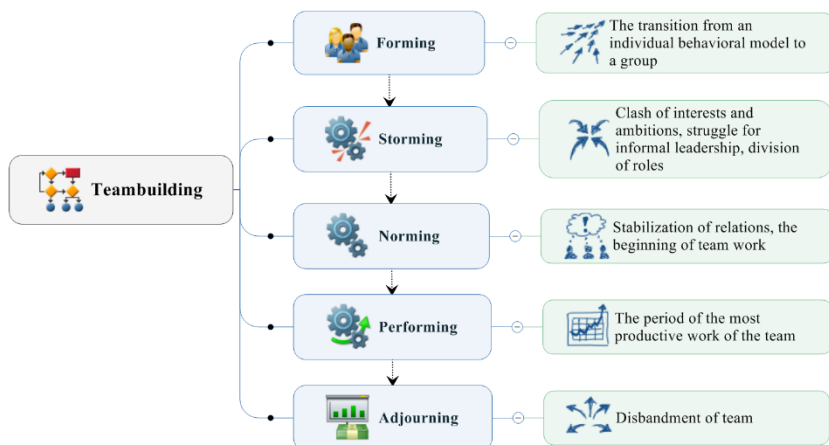 Teambuilding
Forming
The transition from an
individual behavioral model to
a group
Storming
Clash of interests and
ambitions, struggle for
informal leadership, division
of roles
Norming
Stabilization of relations, the
beginning of team work
Performing
The period of the most
productive work of the team
Adjourning
Disbandment of team